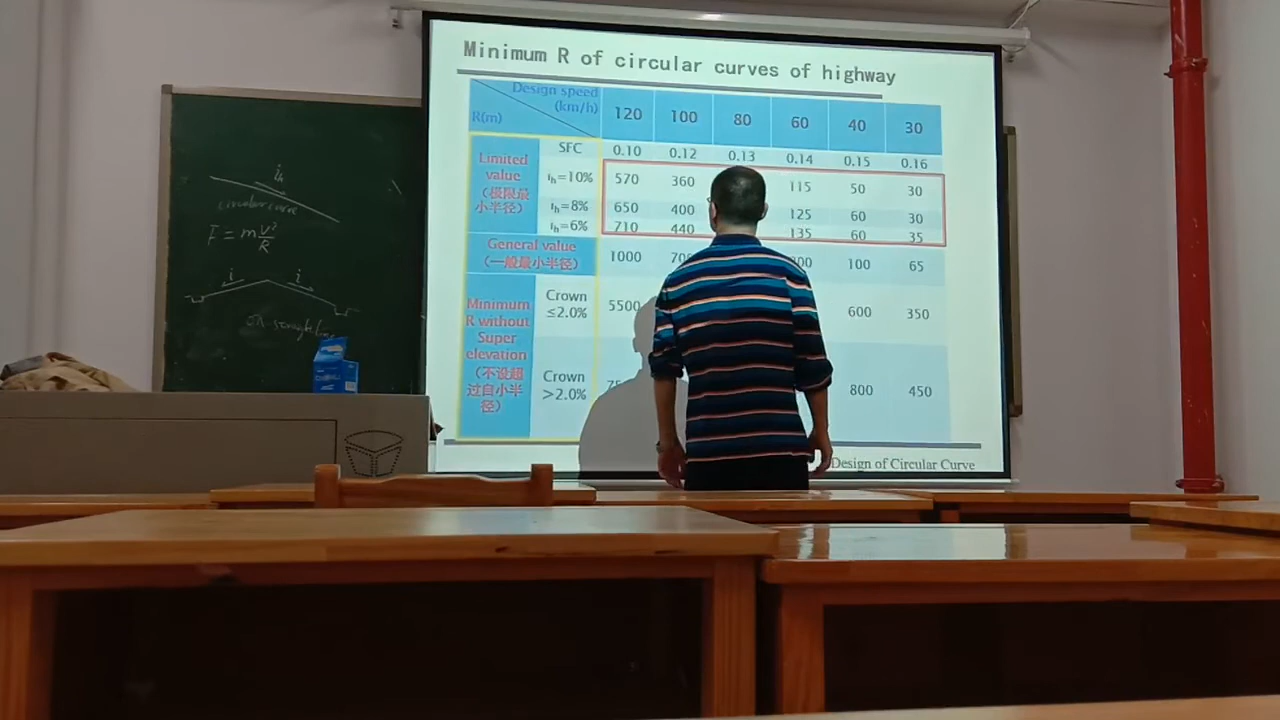 Minimum R of circular curves of highway
Design speed
(km/h)
R(m)
120 100 80 60 40 30
SFC 0.10 0.12 0.13 0.14 0.15 0.16
Limited
value
(极限最
小半径)
ih=10% 570 360 115 50 30
ih=8% 650 400 125 60 30
ih=6% 710 440 135 60 35
General value
(一般最小半径)
1000 100 65
Minimum
R without
Super
elevation
(不设超
过自小半
径)
Crown
≤2.0%
5500 600 350
Crown
>2.0%
800 450
Design of Circular Curve
ih
circular curve
F = m V²/R
i i
on